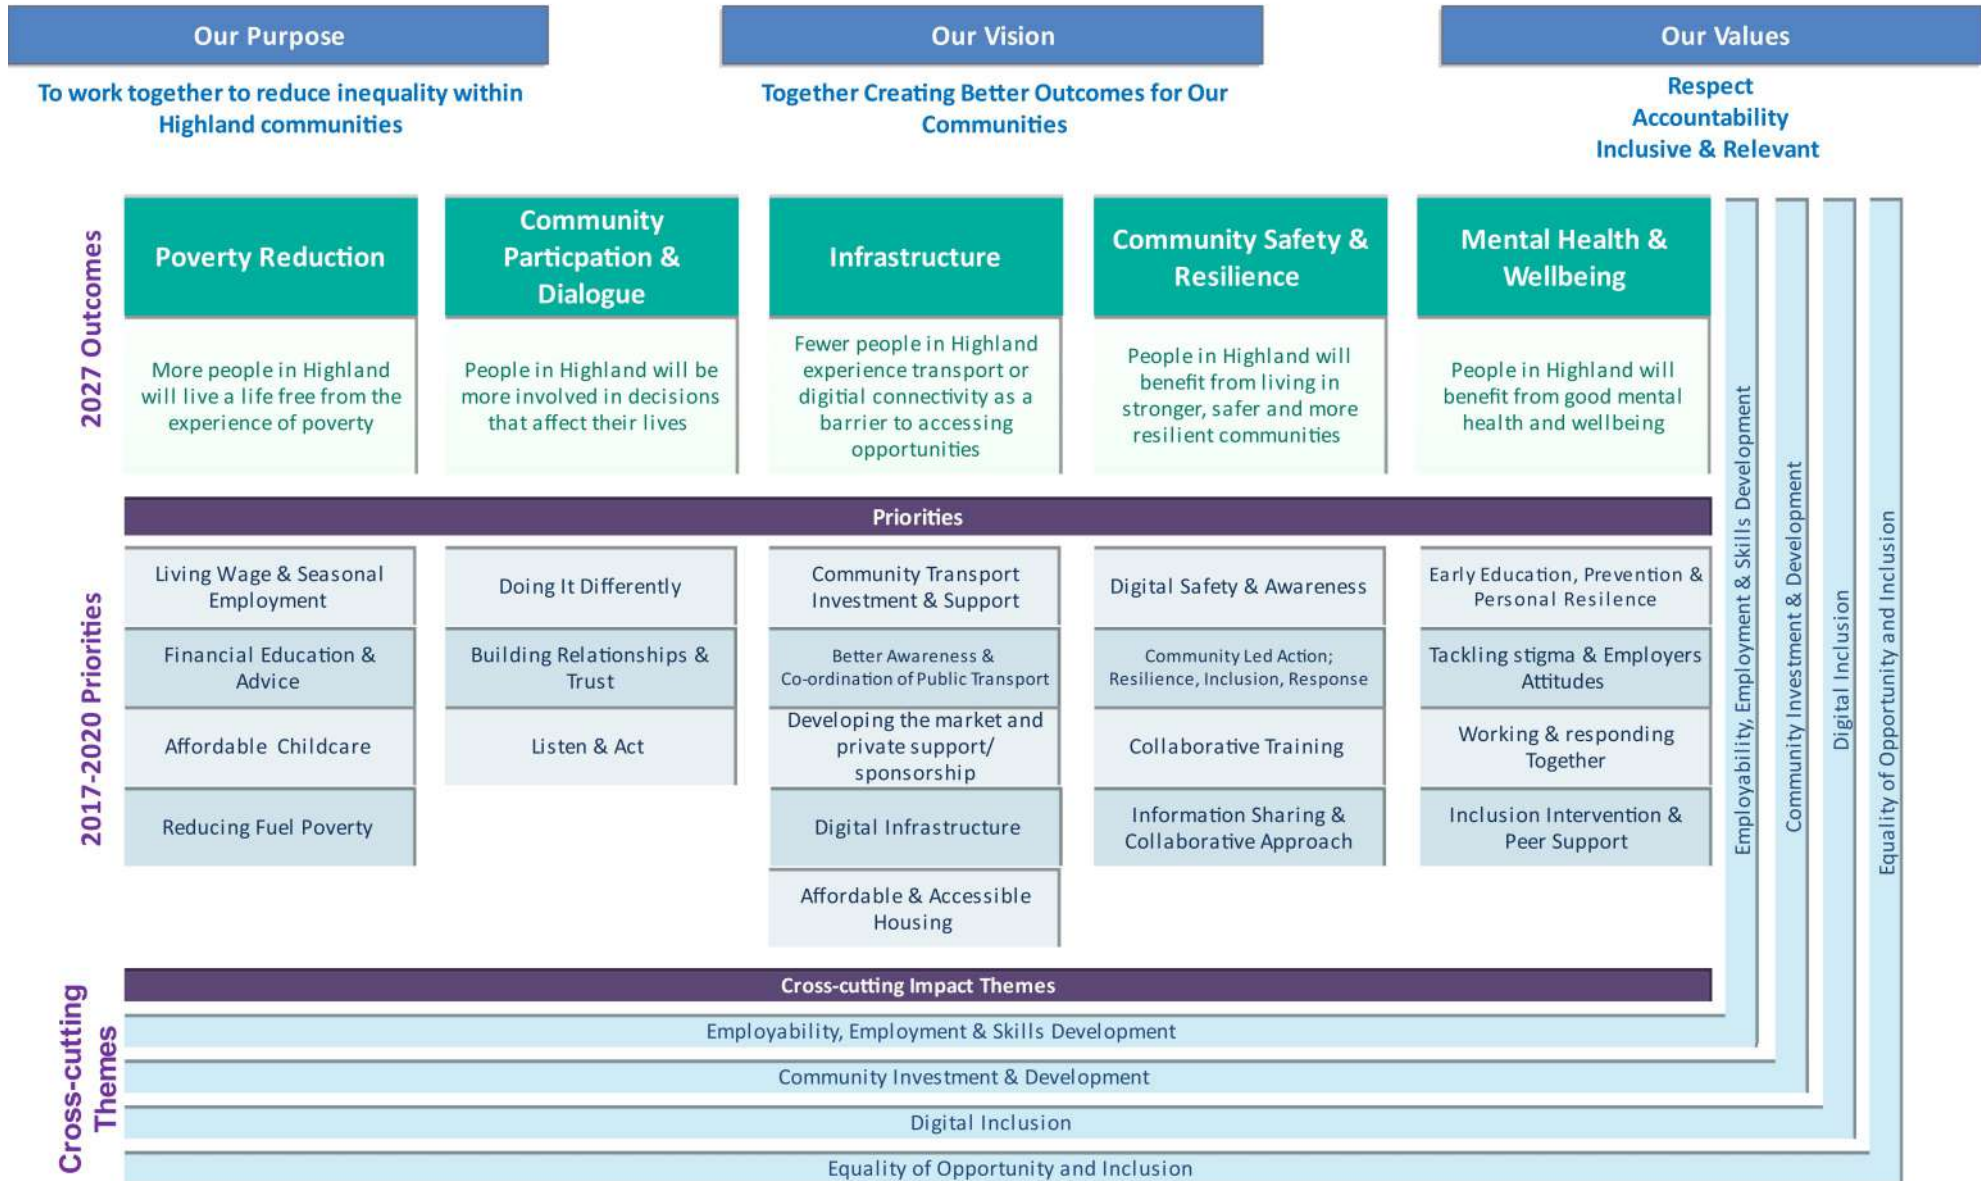 Our Purpose
To work together to reduce inequality within
Highland communities
Our Vision
Together Creating Better Outcomes for Our
Communities
Our Values
Respect
Accountability
Inclusive & Relevant
2027 Outcomes
Poverty Reduction
More people in Highland
will live a life free from the
experience of poverty
Community
Particpation &
Dialogue
People in Highland will be
more involved in decisions
that affect their lives
Infrastructure
Fewer people in Highland
experience transport or
digitial connectivity as a
barrier to accessing
opportunities
Community Safety &
Resilience
People in Highland will
benefit from living in
stronger, safer and more
resilient communities
Mental Health &
Wellbeing
People in Highland will
benefit from good mental
health and wellbeing
2017-2020 Priorities
Priorities
Living Wage & Seasonal
Employment
Financial Education &
Advice
Affordable Childcare
Reducing Fuel Poverty
Doing It Differently
Building Relationships &
Trust
Listen & Act
Community Transport
Investment & Support
Better Awareness &
Co-ordination of Public Transport
Developing the market and
private support/
sponsorship
Digital Infrastructure
Affordable & Accessible
Housing
Digital Safety & Awareness
Community Led Action;
Resilience, Inclusion, Response
Collaborative Training
Information Sharing &
Collaborative Approach
Early Education, Prevention &
Personal Resilence
Tackling stigma & Employers
Attitudes
Working & responding
Together
Inclusion Intervention &
Peer Support
Employability, Employment & Skills Development
Community Investment & Development
Digital Inclusion
Equality of Opportunity and Inclusion
Cross-cutting
Themes
Cross-cutting Impact Themes
Employability, Employment & Skills Development
Community Investment & Development
Digital Inclusion
Equality of Opportunity and Inclusion